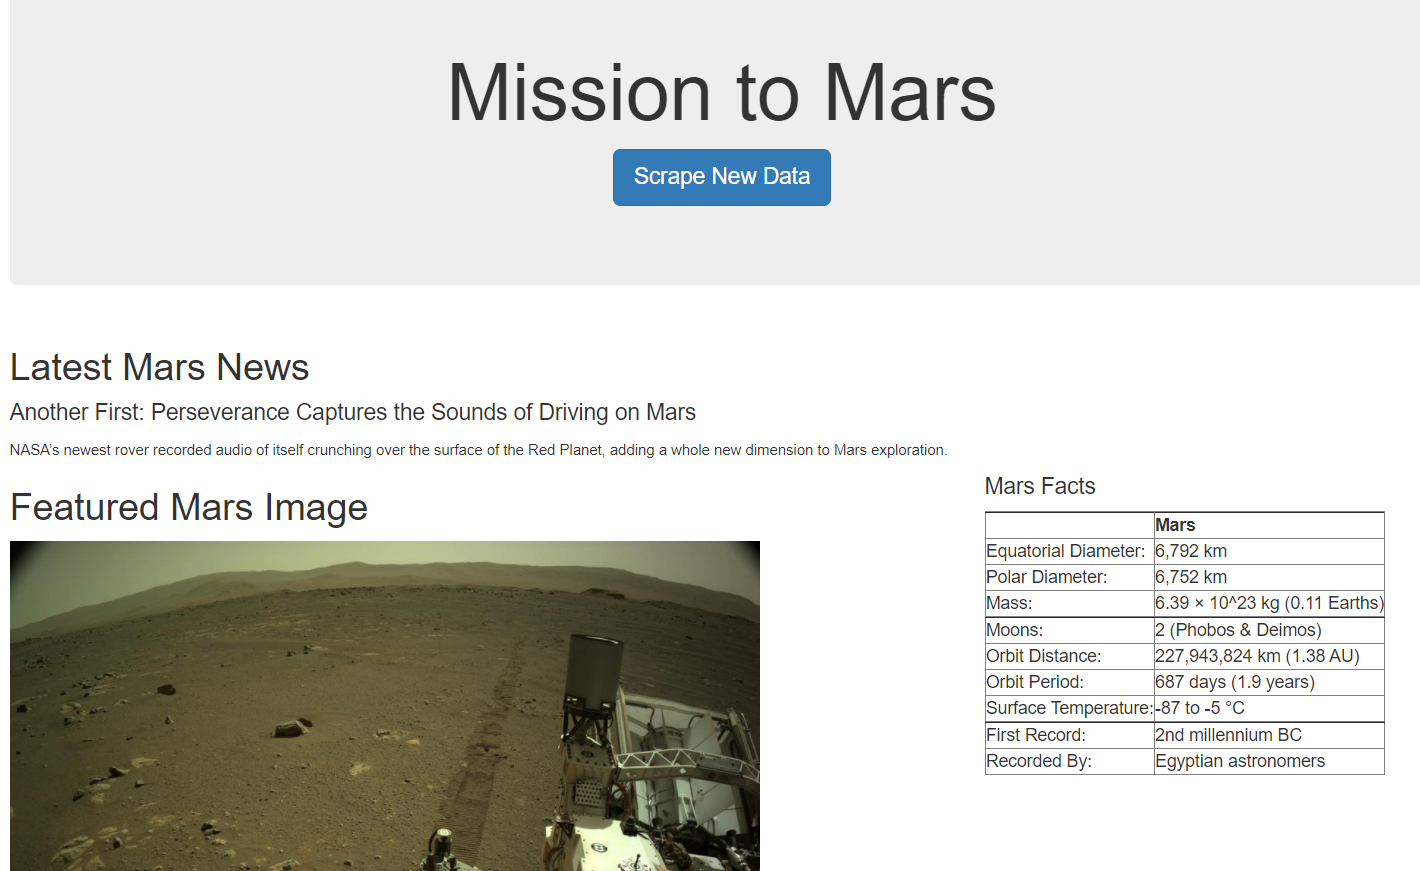 Mission to Mars
Scrape New Data
Latest Mars News
Another First: Perseverance Captures the Sounds of Driving on Mars
NASA's newest rover recorded audio of itself crunching over the surface of the Red Planet, adding a whole new dimension to Mars exploration.
Featured Mars Image
Mars Facts
Mars
Equatorial Diameter: 6,792 km
Polar Diameter: 6,752 km
Mass: 6.39 × 10^23 kg (0.11 Earths)
Moons: 2 (Phobos & Deimos)
Orbit Distance: 227,943,824 km (1.38 AU)
Orbit Period: 687 days (1.9 years)
Surface Temperature: -87 to -5 °C
First Record: 2nd millennium BC
Recorded By: Egyptian astronomers